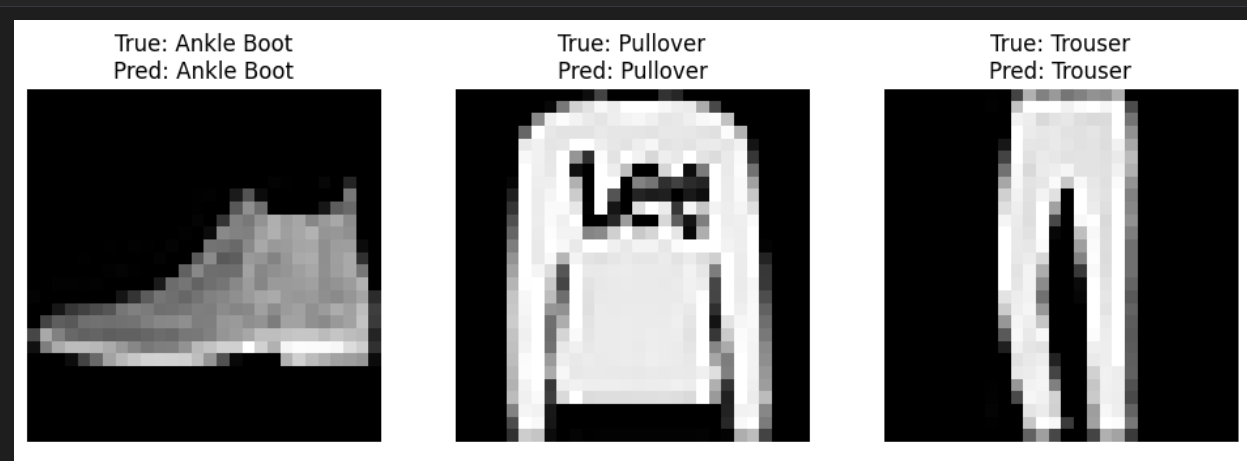 True: Ankle Boot
Pred: Ankle Boot
True: Pullover
Pred: Pullover
True: Trouser
Pred: Trouser